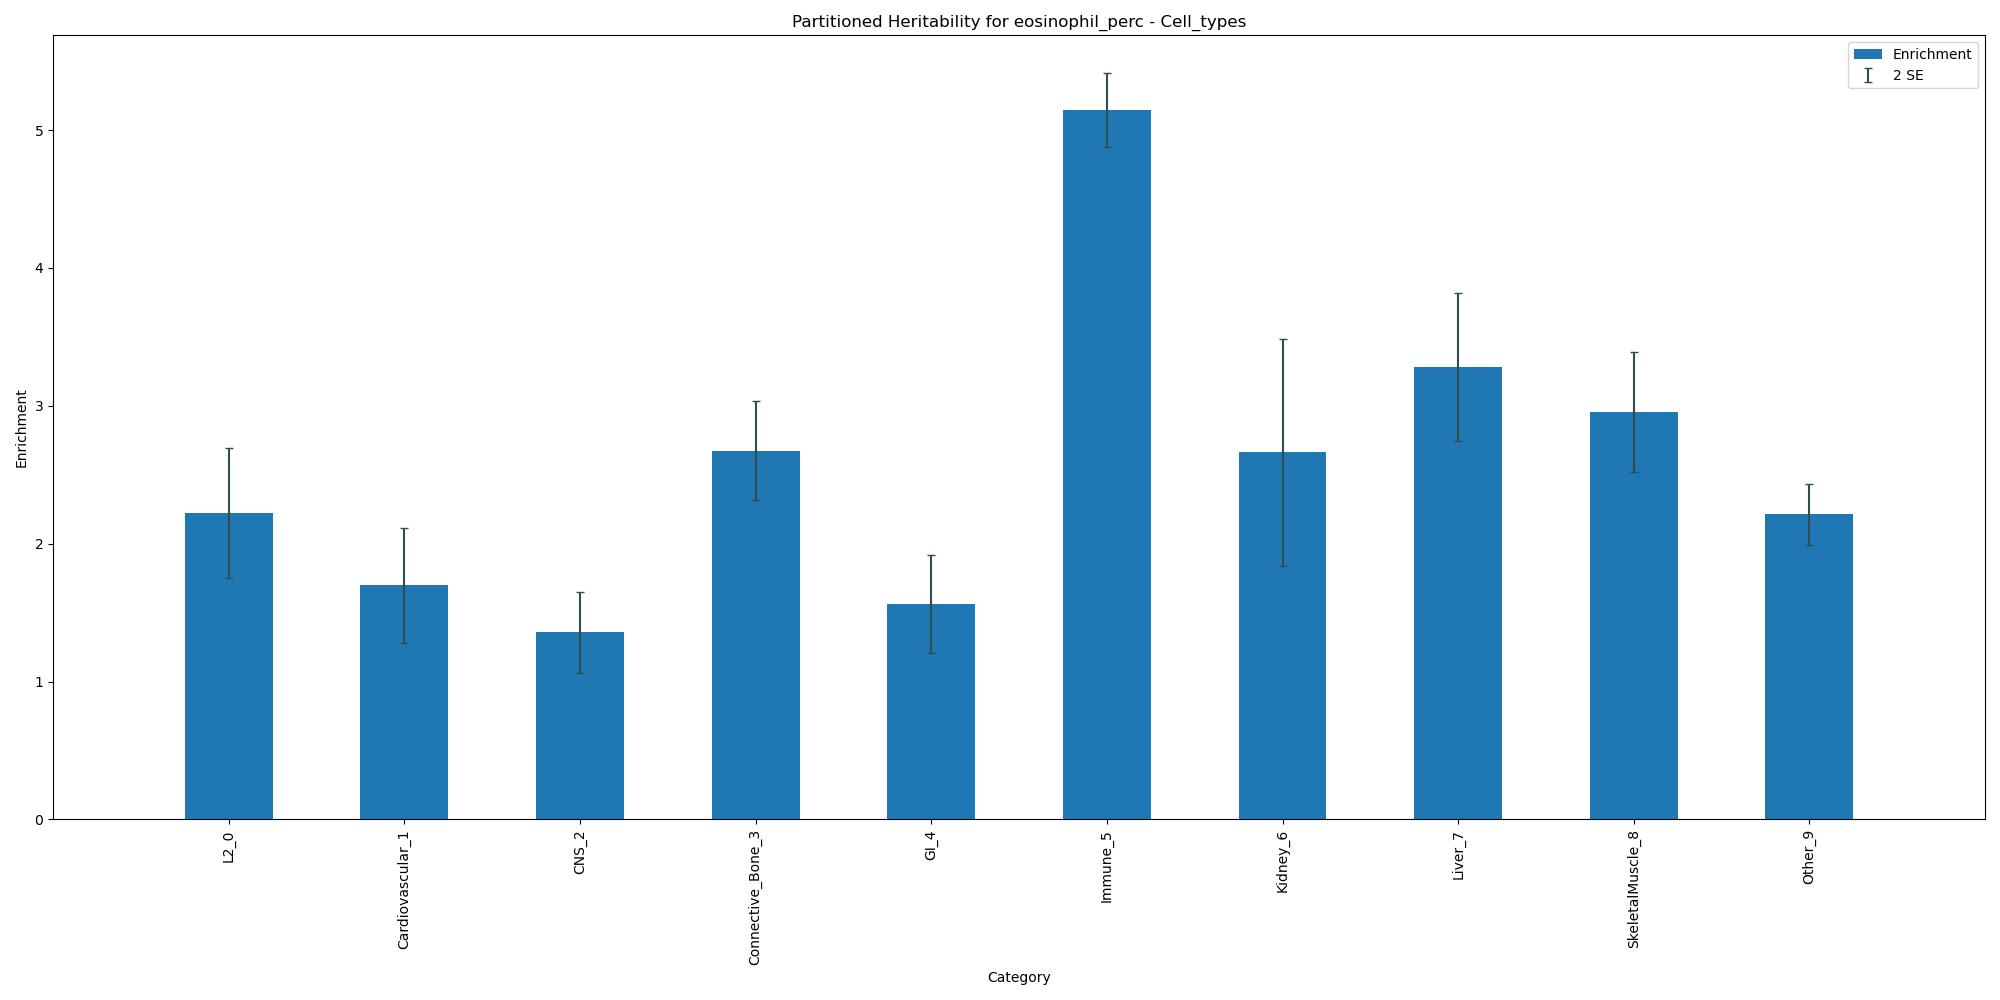 Partitioned Heritability for eosinophil_perc - Cell_types
Enrichment
2 SE
Enrichment
5
4
3
2
1
0
L2_0
Cardiovascular_1
CNS_2
Connective_Bone_3
GI_4
Immune_5
Kidney_6
Liver_7
SkeletalMuscle_8
Other_9
Category